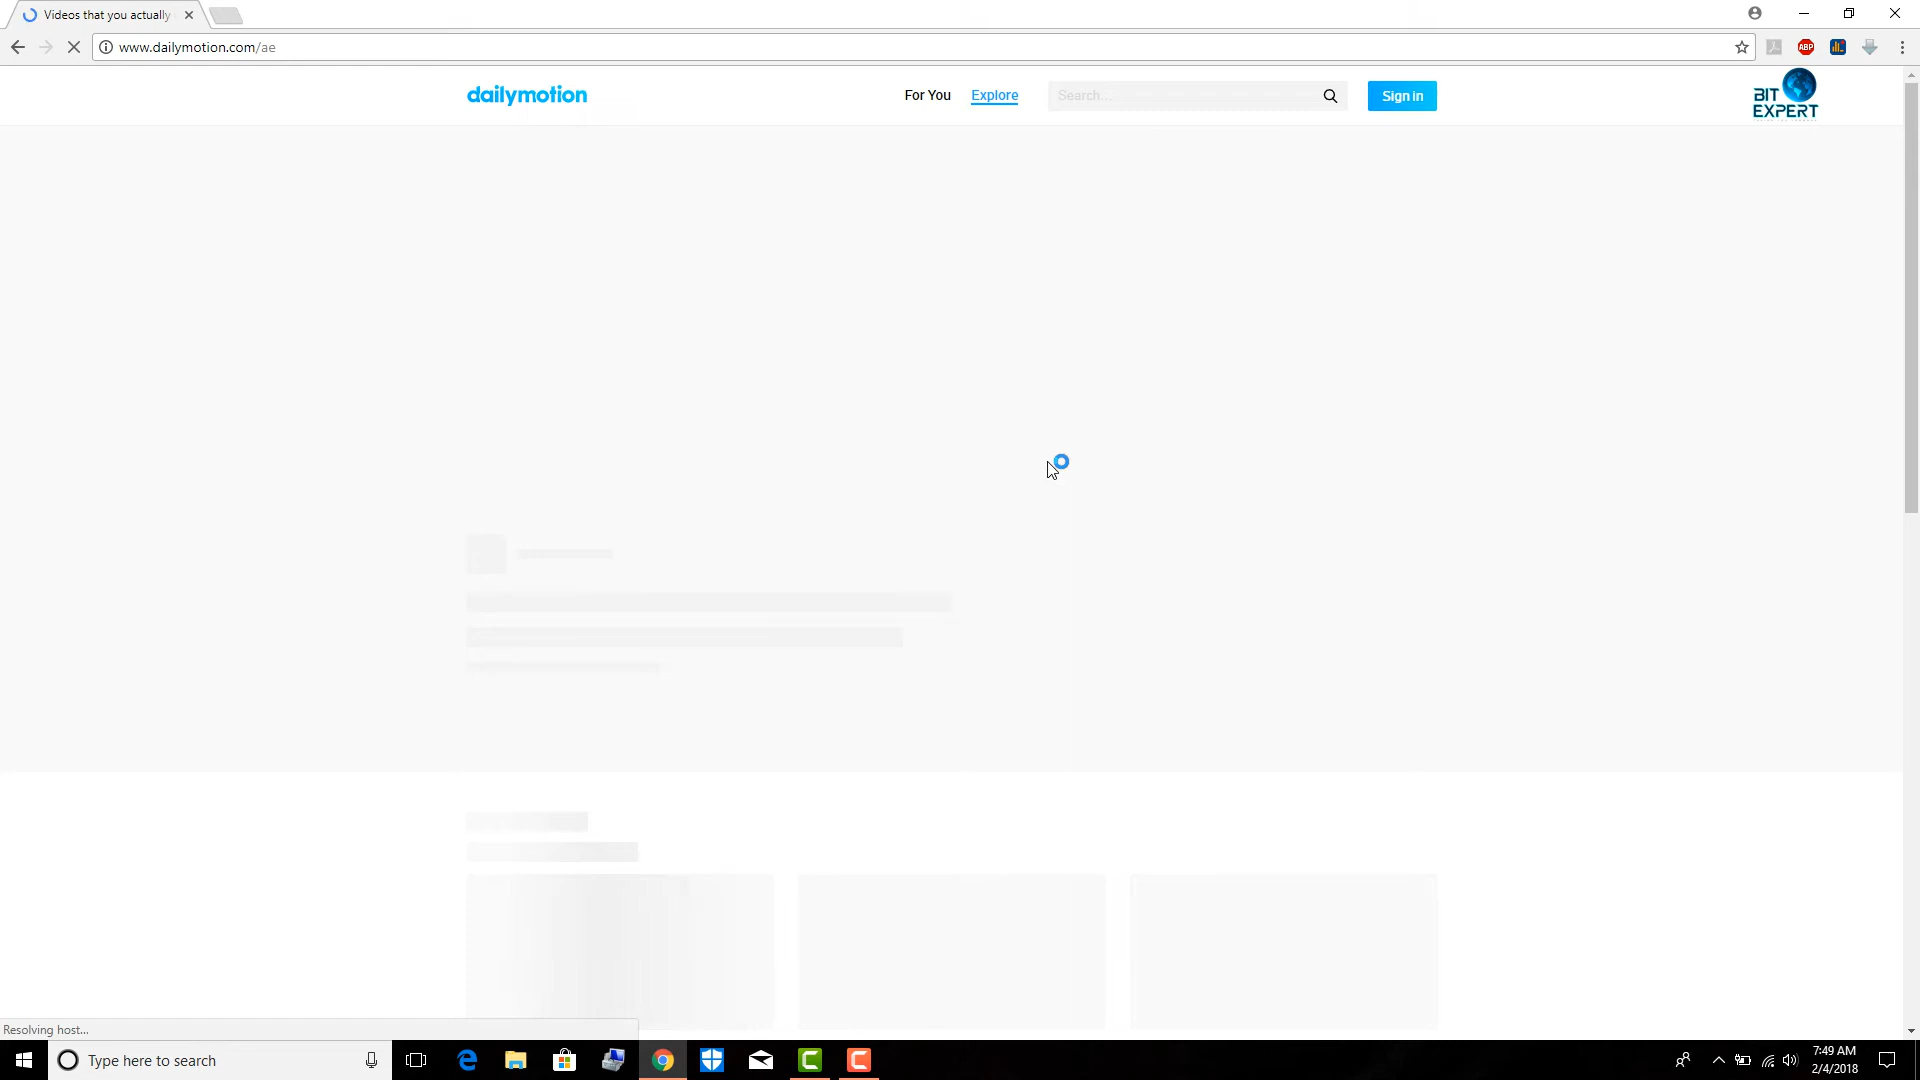 Videos that you actually
www.dailymotion.com/ae
ABP
dailymotion
For You
Explore
Search...
Sign in
BIT
EXPERT
Resolving host...
Type here to search
7:49 AM
2/4/2018